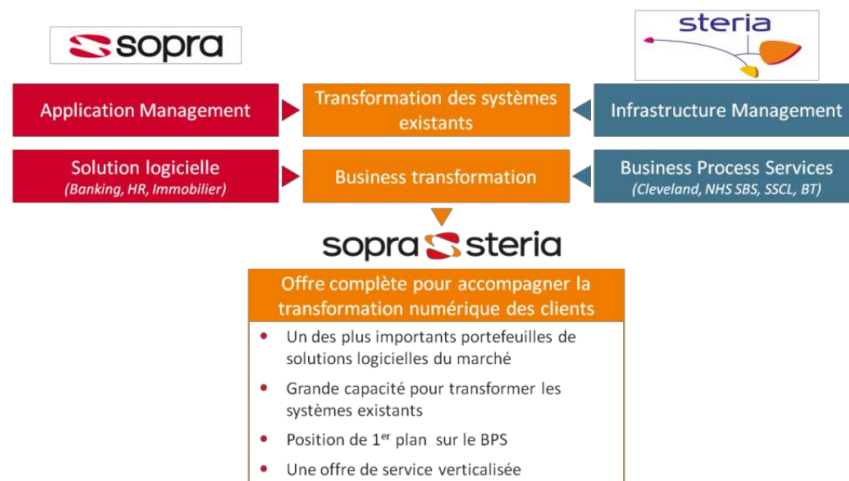 sopra
steria
Application Management
Transformation des systèmes
existants
Infrastructure Management
Solution logicielle
(Banking, HR, Immobilier)
Business transformation
Business Process Services
(Cleveland, NHS SBS, SSCL, BT)
sopra steria
Offre complète pour accompagner la
transformation numérique des clients
• Un des plus importants portefeuilles de
solutions logicielles du marché
• Grande capacité pour transformer les
systèmes existants
• Position de 1er plan sur le BPS
• Une offre de service verticalisée